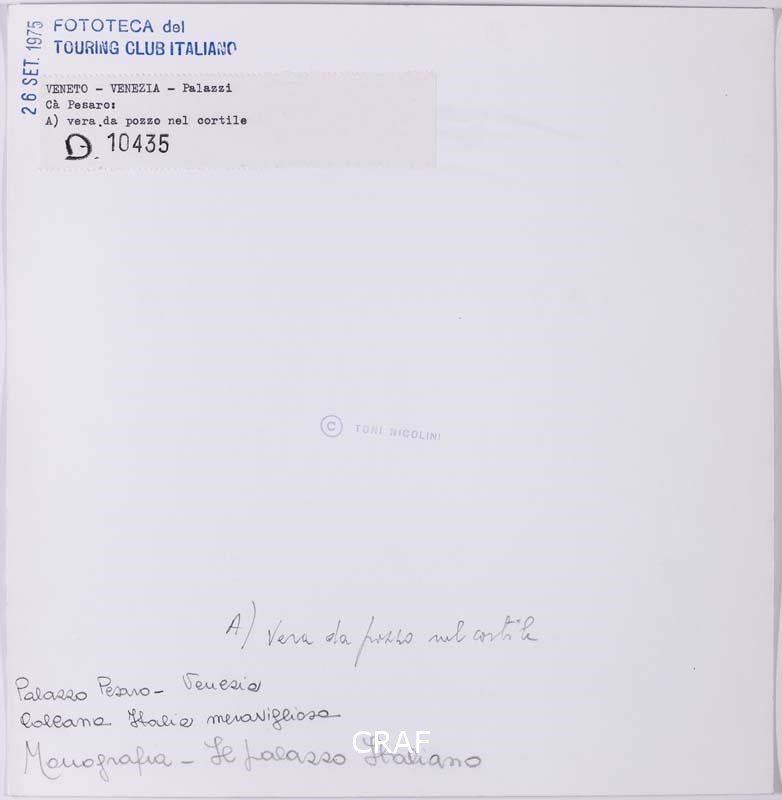 26 SET. 1975
FOTOTECA del
TOURING CLUB ITALIANO
VENETO - VENEZIA - Palazzi
Cà Pesaro:
A) vera.da pozzo nel cortile
D. 10435
© TONI NICOLINI
A) vera da pozzo nel cortile
Palazzo Pesaro - Venezia
Collana Italia meravigliosa
CRAF
Monografia - Il palazzo Italiano